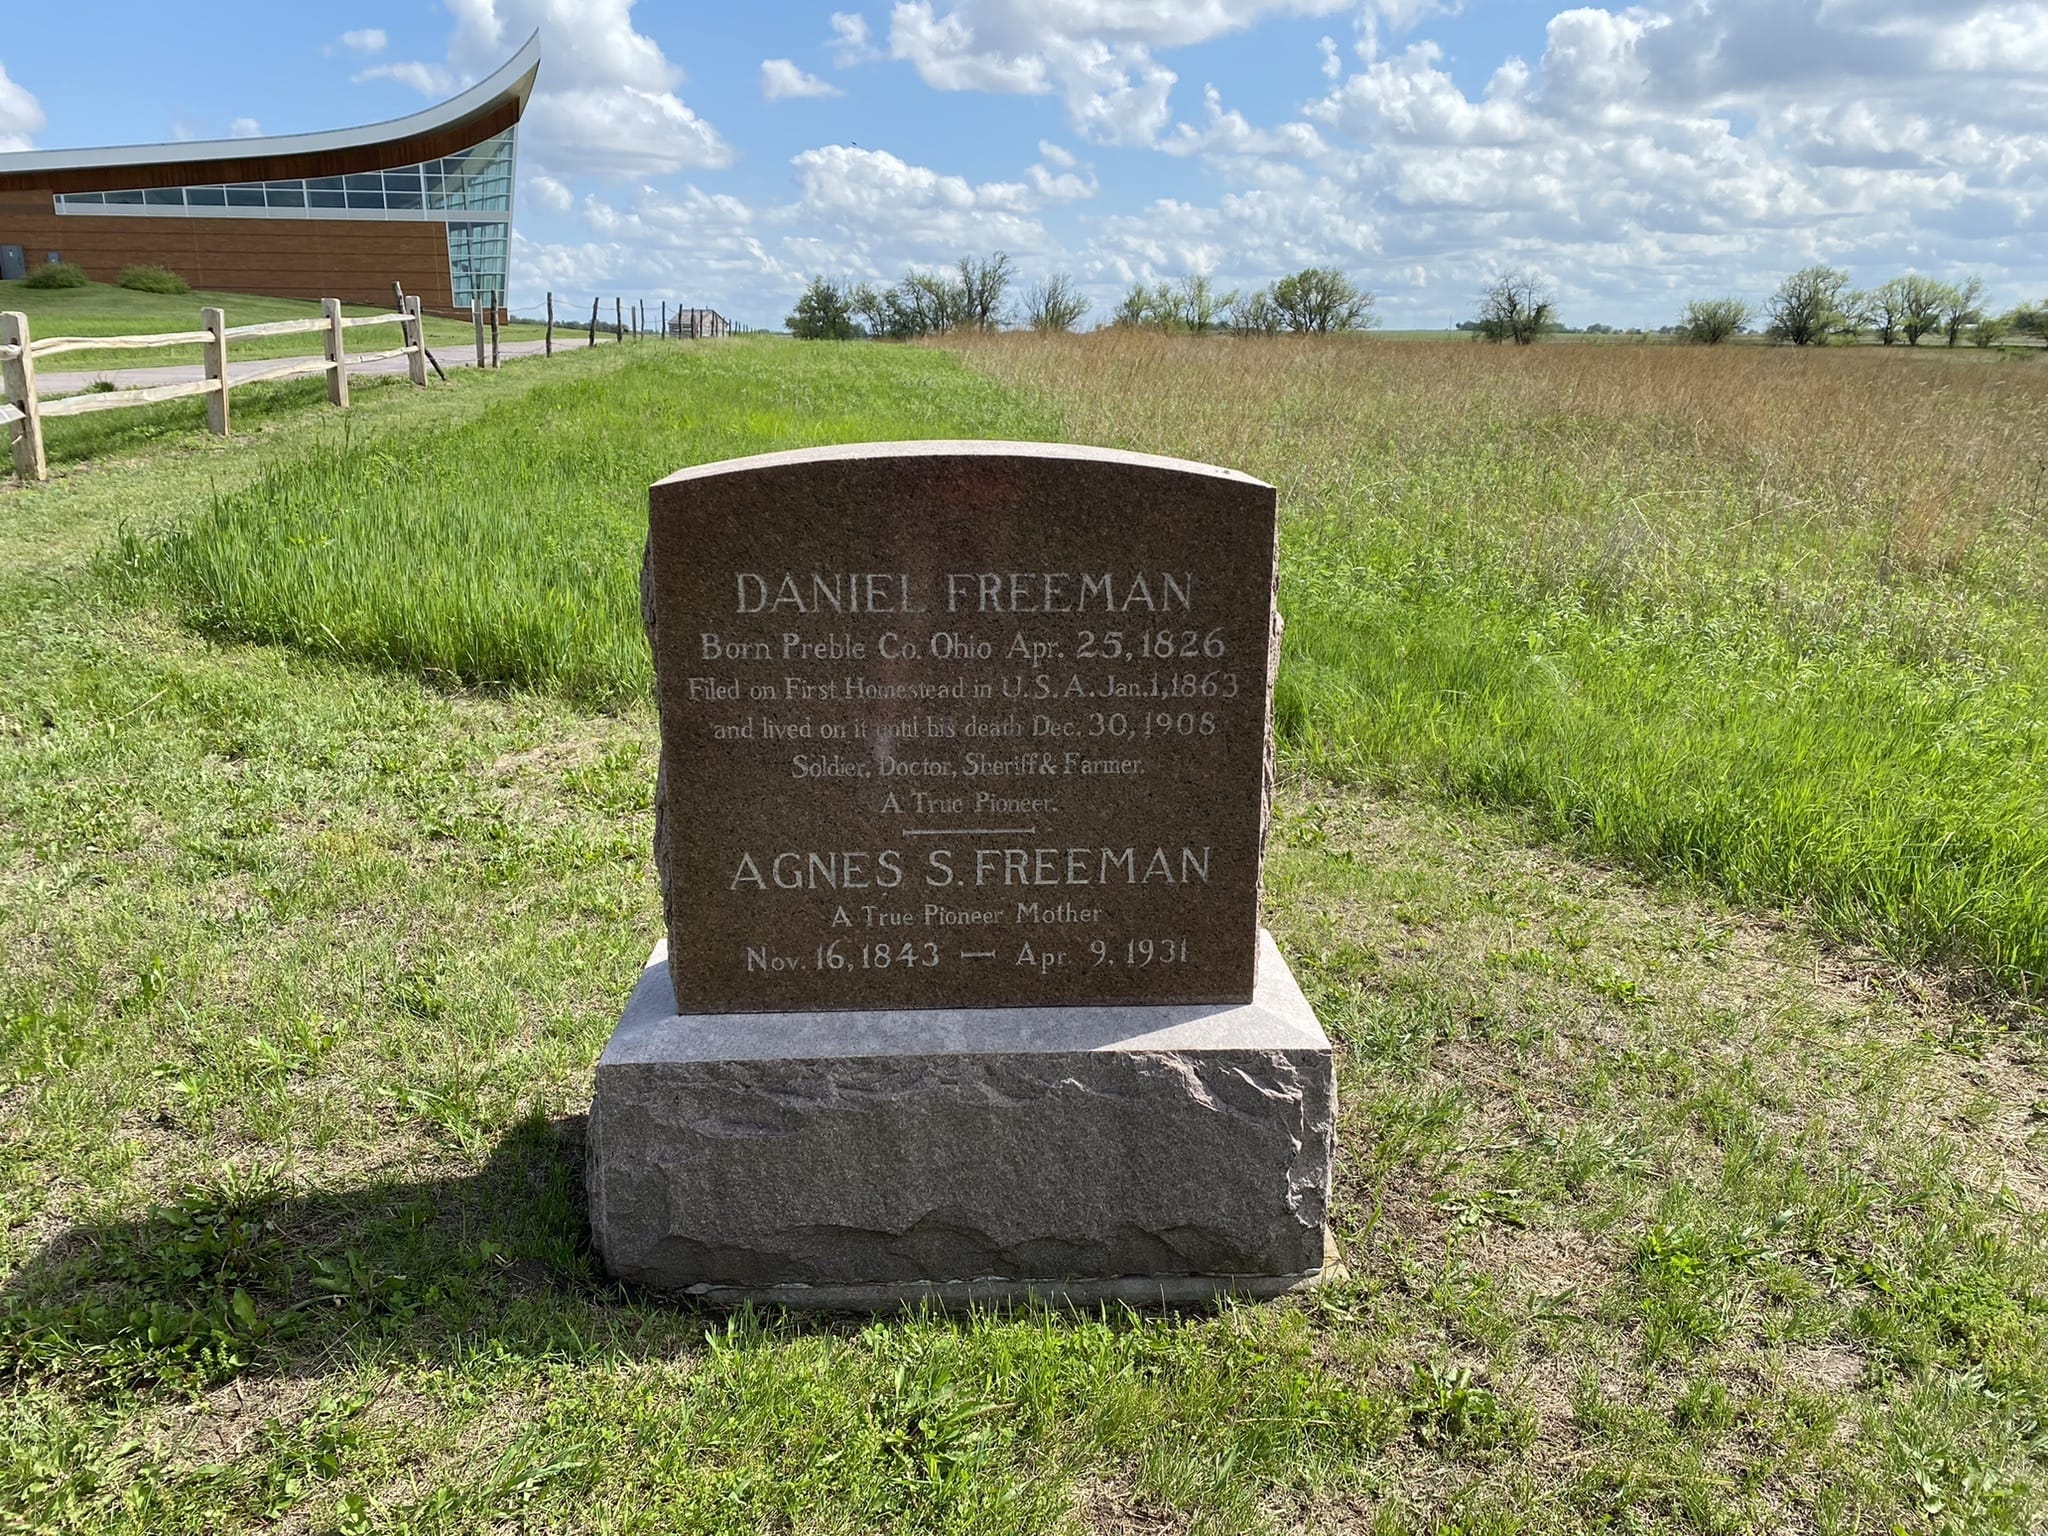 DANIEL FREEMAN
Born Preble Co. Ohio Apr. 25, 1826
Filed on First Homestead in U.S.A. Jan. 1, 1863
and lived on it until his death Dec. 30, 1908
Soldier, Doctor, Sheriff & Farmer.
A True Pioneer.
AGNES S. FREEMAN
A True Pioneer Mother
Nov. 16, 1843 — Apr. 9, 1931